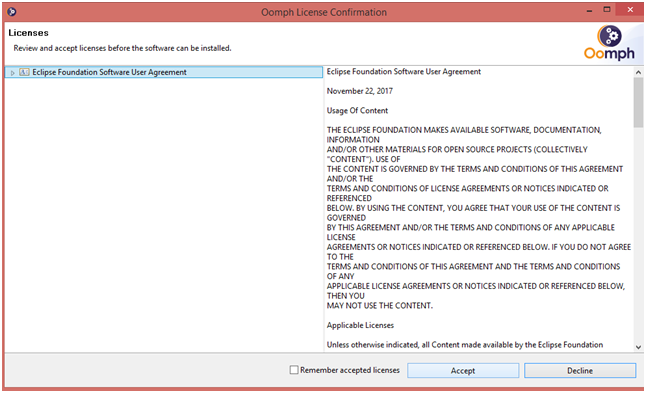 Oomph License Confirmation
Licenses
Review and accept licenses before the software can be installed.
Oomph
Eclipse Foundation Software User Agreement
Eclipse Foundation Software User Agreement
November 22, 2017
Usage Of Content
THE ECLIPSE FOUNDATION MAKES AVAILABLE SOFTWARE, DOCUMENTATION,
INFORMATION
AND/OR OTHER MATERIALS FOR OPEN SOURCE PROJECTS (COLLECTIVELY
"CONTENT"). USE OF
THE CONTENT IS GOVERNED BY THE TERMS AND CONDITIONS OF THIS AGREEMENT
AND/OR THE
TERMS AND CONDITIONS OF LICENSE AGREEMENTS OR NOTICES INDICATED OR
REFERENCED
BELOW. BY USING THE CONTENT, YOU AGREE THAT YOUR USE OF THE CONTENT IS
GOVERNED
BY THIS AGREEMENT AND/OR THE TERMS AND CONDITIONS OF ANY APPLICABLE
LICENSE
AGREEMENTS OR NOTICES INDICATED OR REFERENCED BELOW. IF YOU DO NOT AGREE
TO THE
TERMS AND CONDITIONS OF THIS AGREEMENT AND THE TERMS AND CONDITIONS
OF ANY
APPLICABLE LICENSE AGREEMENTS OR NOTICES INDICATED OR REFERENCED BELOW,
THEN YOU
MAY NOT USE THE CONTENT.
Applicable Licenses
Unless otherwise indicated, all Content made available by the Eclipse Foundation
Remember accepted licenses
Accept
Decline